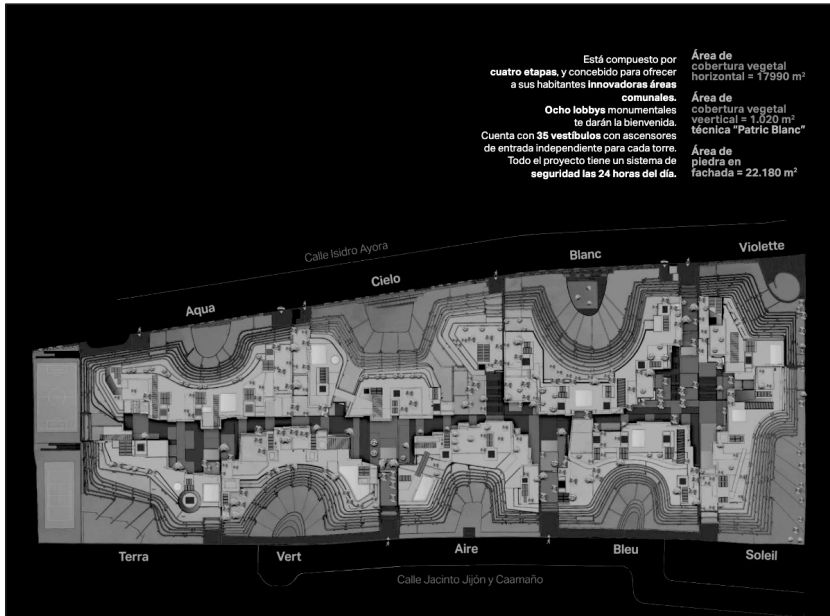 Está compuesto por
cuatro etapas, y concebido para ofrecer
a sus habitantes innovadoras áreas
comunales.
Ocho lobbys monumentales
te darán la bienvenida.
Cuenta con 35 vestíbulos con ascensores
de entrada independiente para cada torre.
Todo el proyecto tiene un sistema de
seguridad las 24 horas del día.
Área de
cobertura vegetal
horizontal = 17990 m²
Área de
cobertura vegetal
veertical = 1.020 m²
técnica "Patric Blanc"
Área de
piedra en
fachada = 22.180 m²
Calle Isidro Ayora
Aqua
Cielo
Blanc
Violette
Terra
Vert
Aire
Bleu
Soleil
Calle Jacinto Jijón y Caamaño